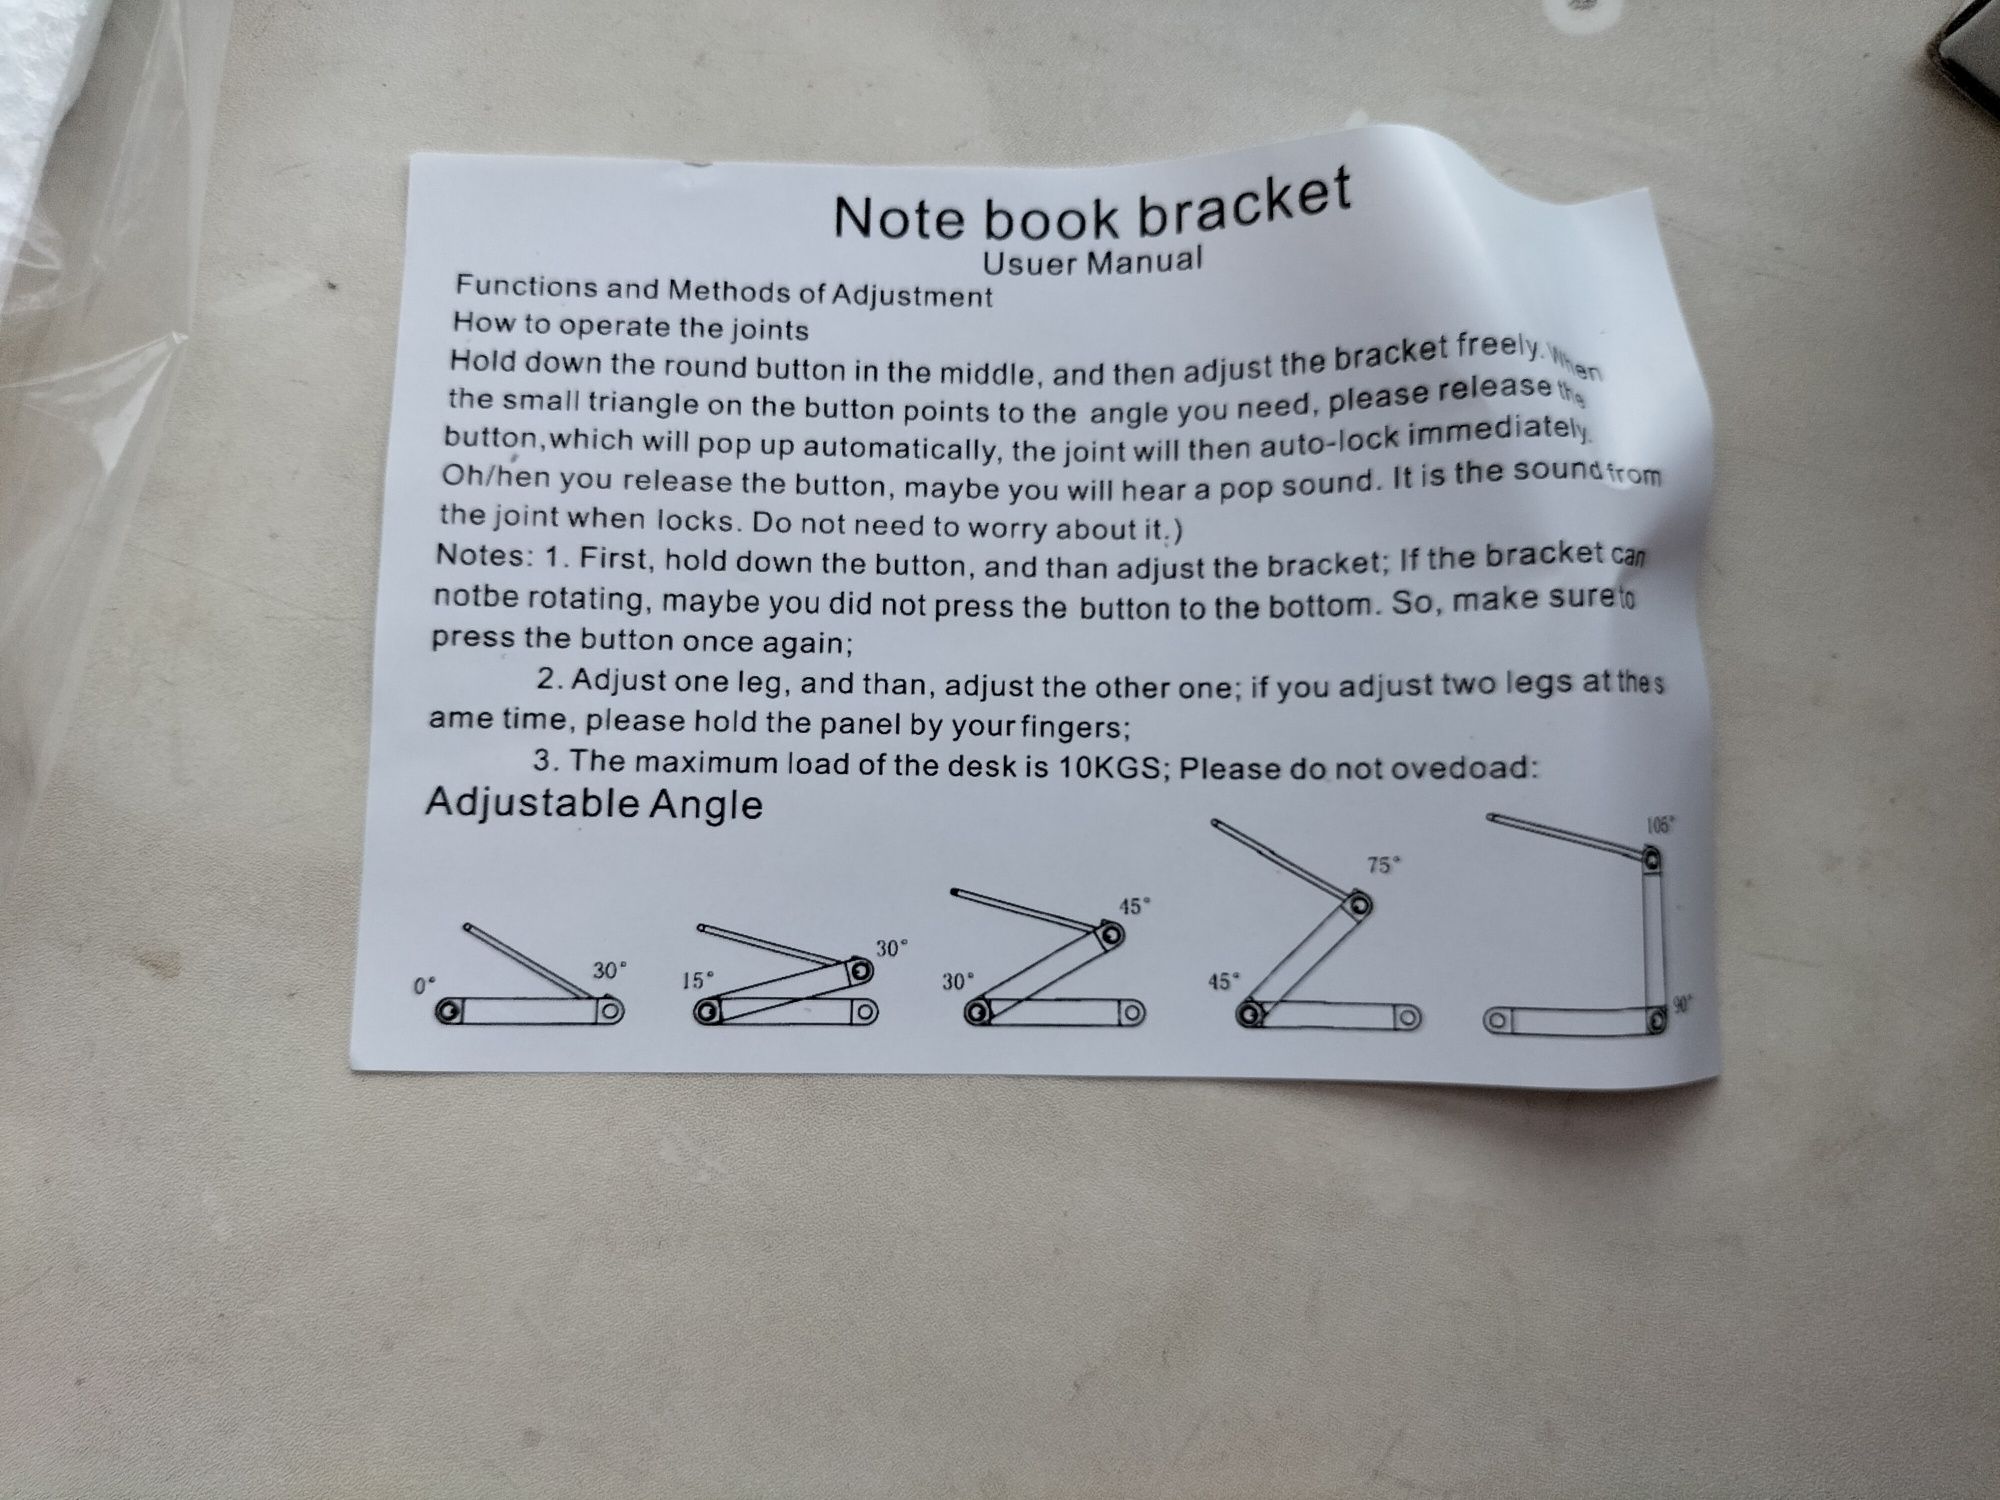 Note book bracket
Usuer Manual
Functions and Methods of Adjustment
How to operate the joints
Hold down the round button in the middle, and then adjust the bracket freely. When
the small triangle on the button points to the angle you need, please release the
button,which will pop up automatically, the joint will then auto-lock immediately.
Oh/hen you release the button, maybe you will hear a pop sound. It is the sound from
the joint when locks. Do not need to worry about it.)
Notes: 1. First, hold down the button, and than adjust the bracket; If the bracket can
notbe rotating, maybe you did not press the button to the bottom. So, make sure to
press the button once again;
2. Adjust one leg, and than, adjust the other one; if you adjust two legs at the s
ame time, please hold the panel by your fingers;
3. The maximum load of the desk is 10KGS; Please do not ovedoad:
Adjustable Angle
0° 30°
15° 30°
30° 45°
45° 75°
105° 90°